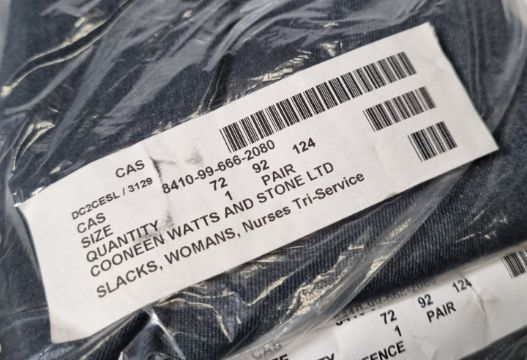 CAS
DC2CESL / 3129
CAS 8410-99-666-2080
SIZE 72 92 124
QUANTITY 1 PAIR
COONEEN WATTS AND STONE LTD
SLACKS, WOMANS, Nurses Tri-Service
CAS
72 92 124
1 PAIR